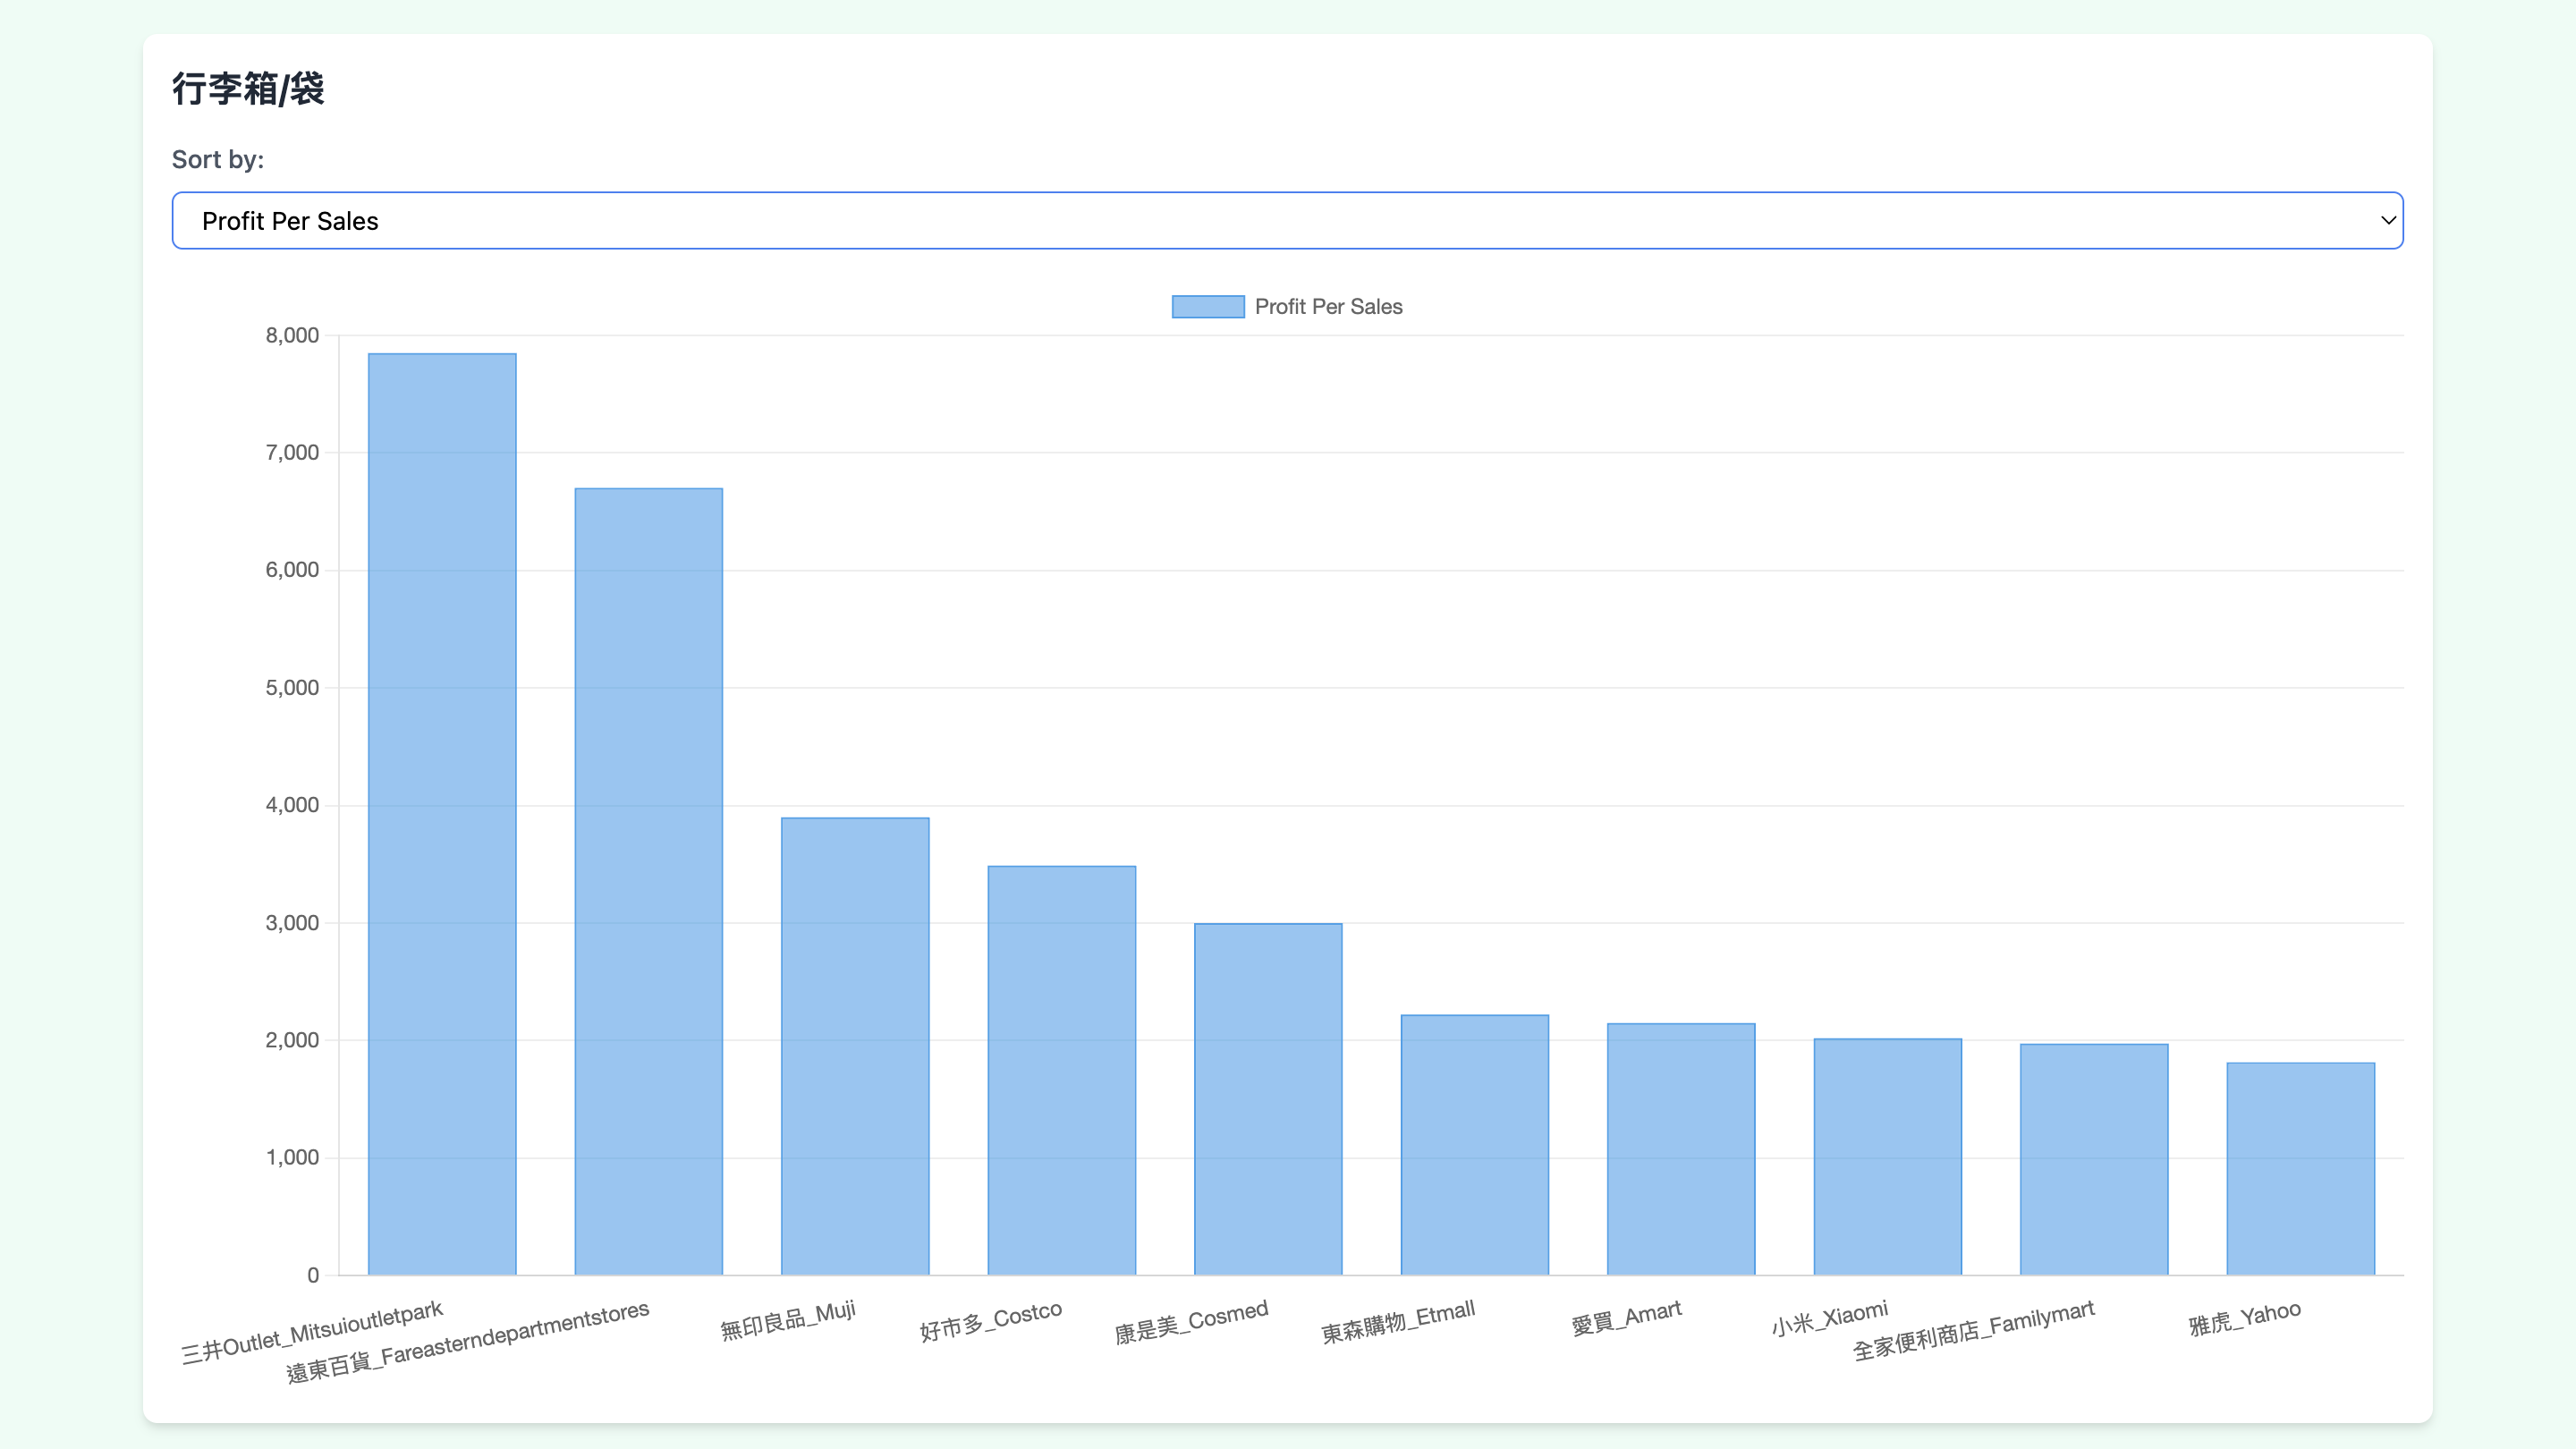 行李箱/袋
Sort by:
Profit Per Sales
Profit Per Sales
8,000
7,000
6,000
5,000
4,000
3,000
2,000
1,000
0
三井Outlet_Mitsuioutletpark
遠東百貨_Fareasterndepartmentstores
無印良品_Muji
好市多_Costco
康是美_Cosmed
東森購物_Etmall
愛買_Amart
小米_Xiaomi
全家便利商店_Familymart
雅虎_Yahoo